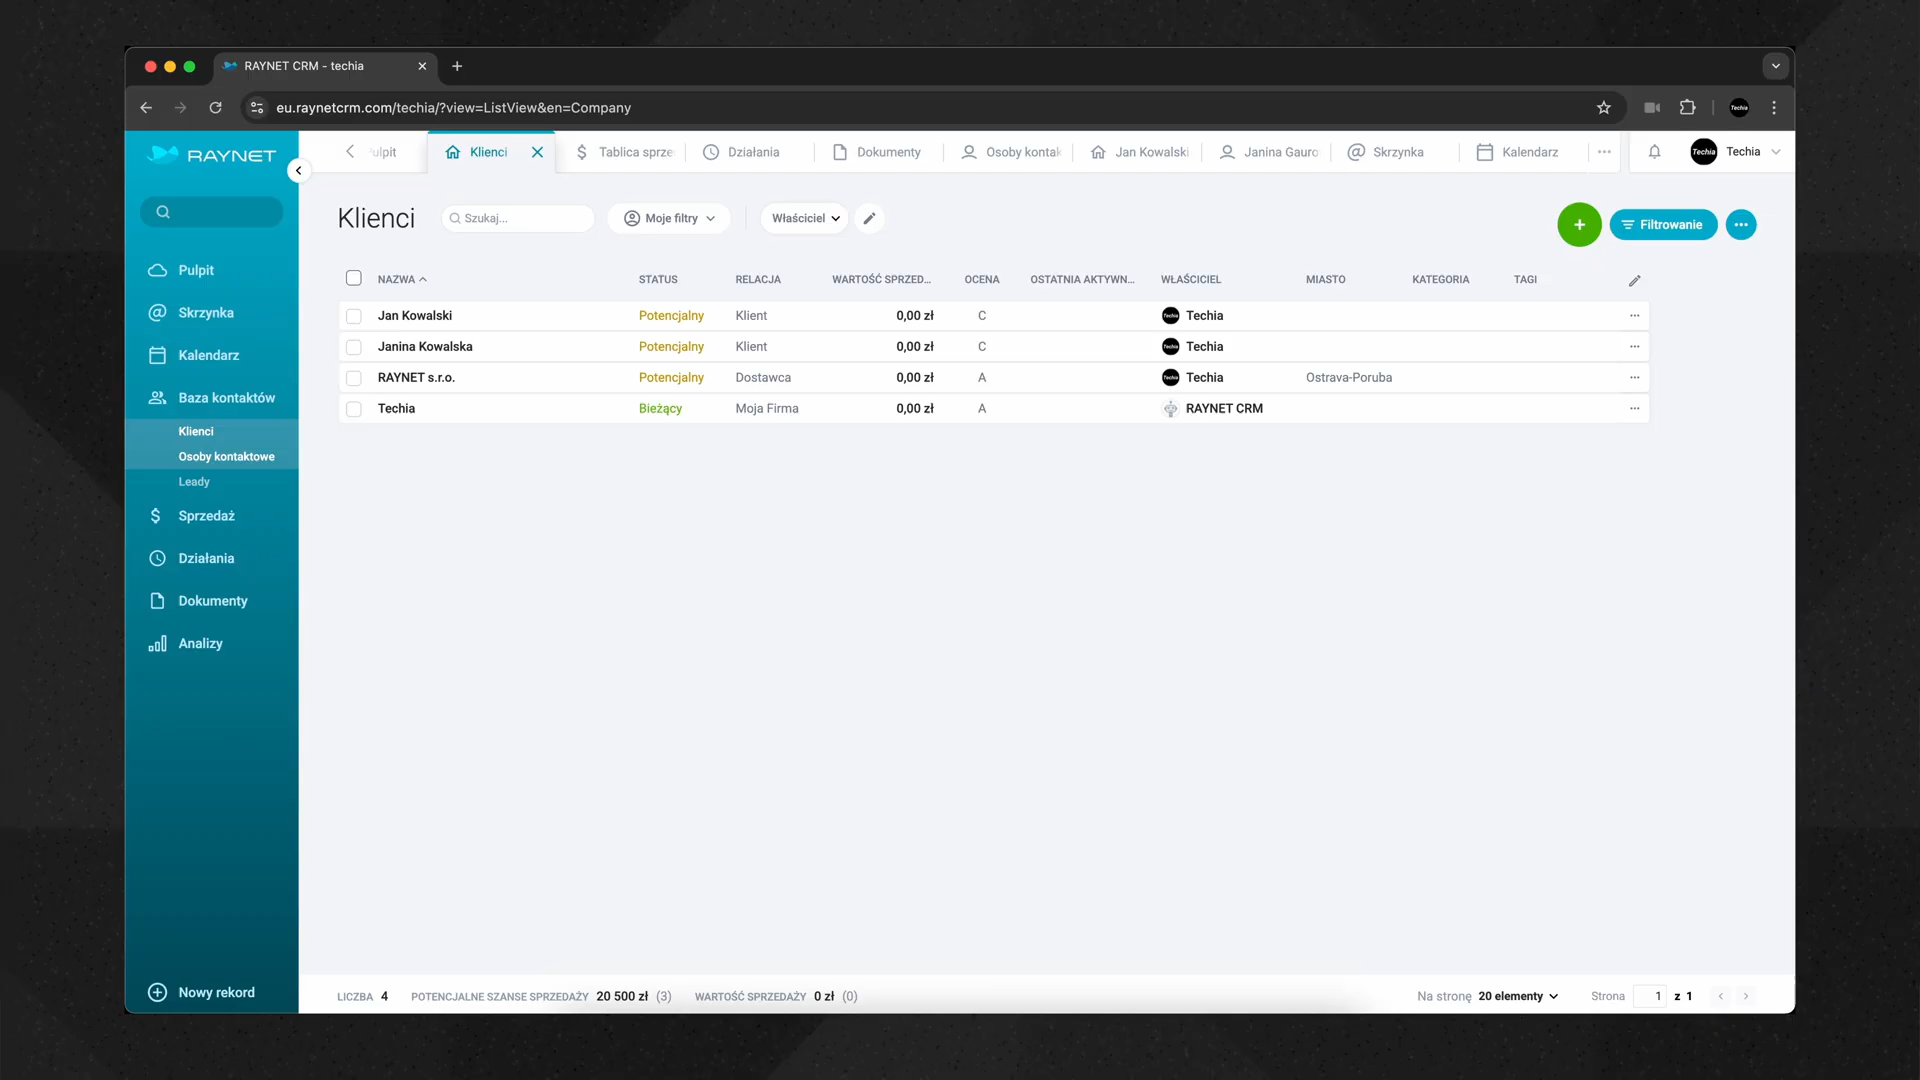 RAYNET CRM - techia
eu.raynetcrm.com/techia/?view=ListView&en=Company
Techia
RAYNET
Klienci
Tablica sprze
Działania
Dokumenty
Osoby kontak
Jan Kowalski
Janina Gauro
Skrzynka
Kalendarz
Techia
Techia
Klienci
Szukaj...
Moje filtry
Właściciel
+
Filtrowanie
Pulpit
Skrzynka
Kalendarz
Baza kontaktów
Klienci
Osoby kontaktowe
Leady
Sprzedaż
Działania
Dokumenty
Analizy
Nowy rekord
NAZWA STATUS RELACJA WARTOŚĆ SPRZED... OCENA OSTATNIA AKTYWN... WŁAŚCICIEL MIASTO KATEGORIA TAGI
Jan Kowalski Potencjalny Klient 0,00 zł C Techia
Janina Kowalska Potencjalny Klient 0,00 zł C Techia
RAYNET s.r.o. Potencjalny Dostawca 0,00 zł A Techia Ostrava-Poruba
Techia Bieżący Moja Firma 0,00 zł A RAYNET CRM
LICZBA 4 POTENCJALNE SZANSE SPRZEDAŻY 20 500 zł (3) WARTOŚĆ SPRZEDAŻY 0 zł (0) Na stronę 20 elementy Strona 1 z 1